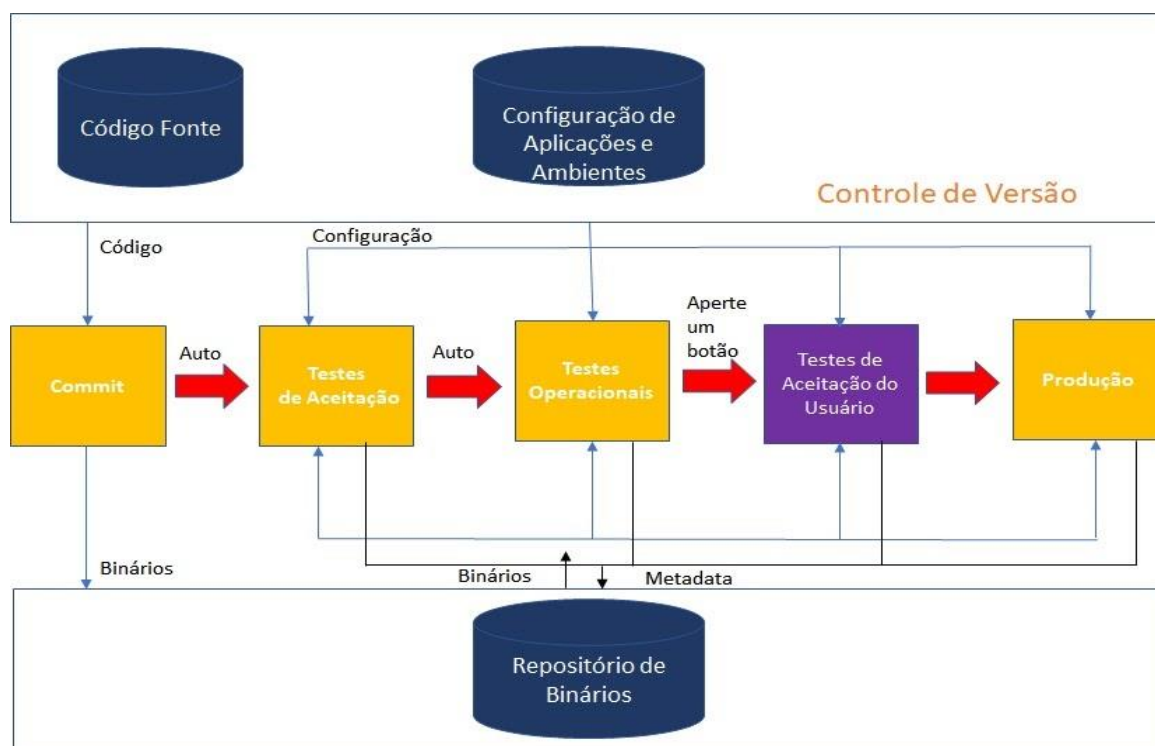 Código Fonte
Configuração de
Aplicações e
Ambientes
Controle de Versão
Código
Configuração
Aperte
um
botão
Auto
Auto
Commit
Testes
de Aceitação
Testes
Operacionais
Testes de
Aceitação do
Usuário
Produção
Binários
Binários
Metadata
Repositório de
Binários